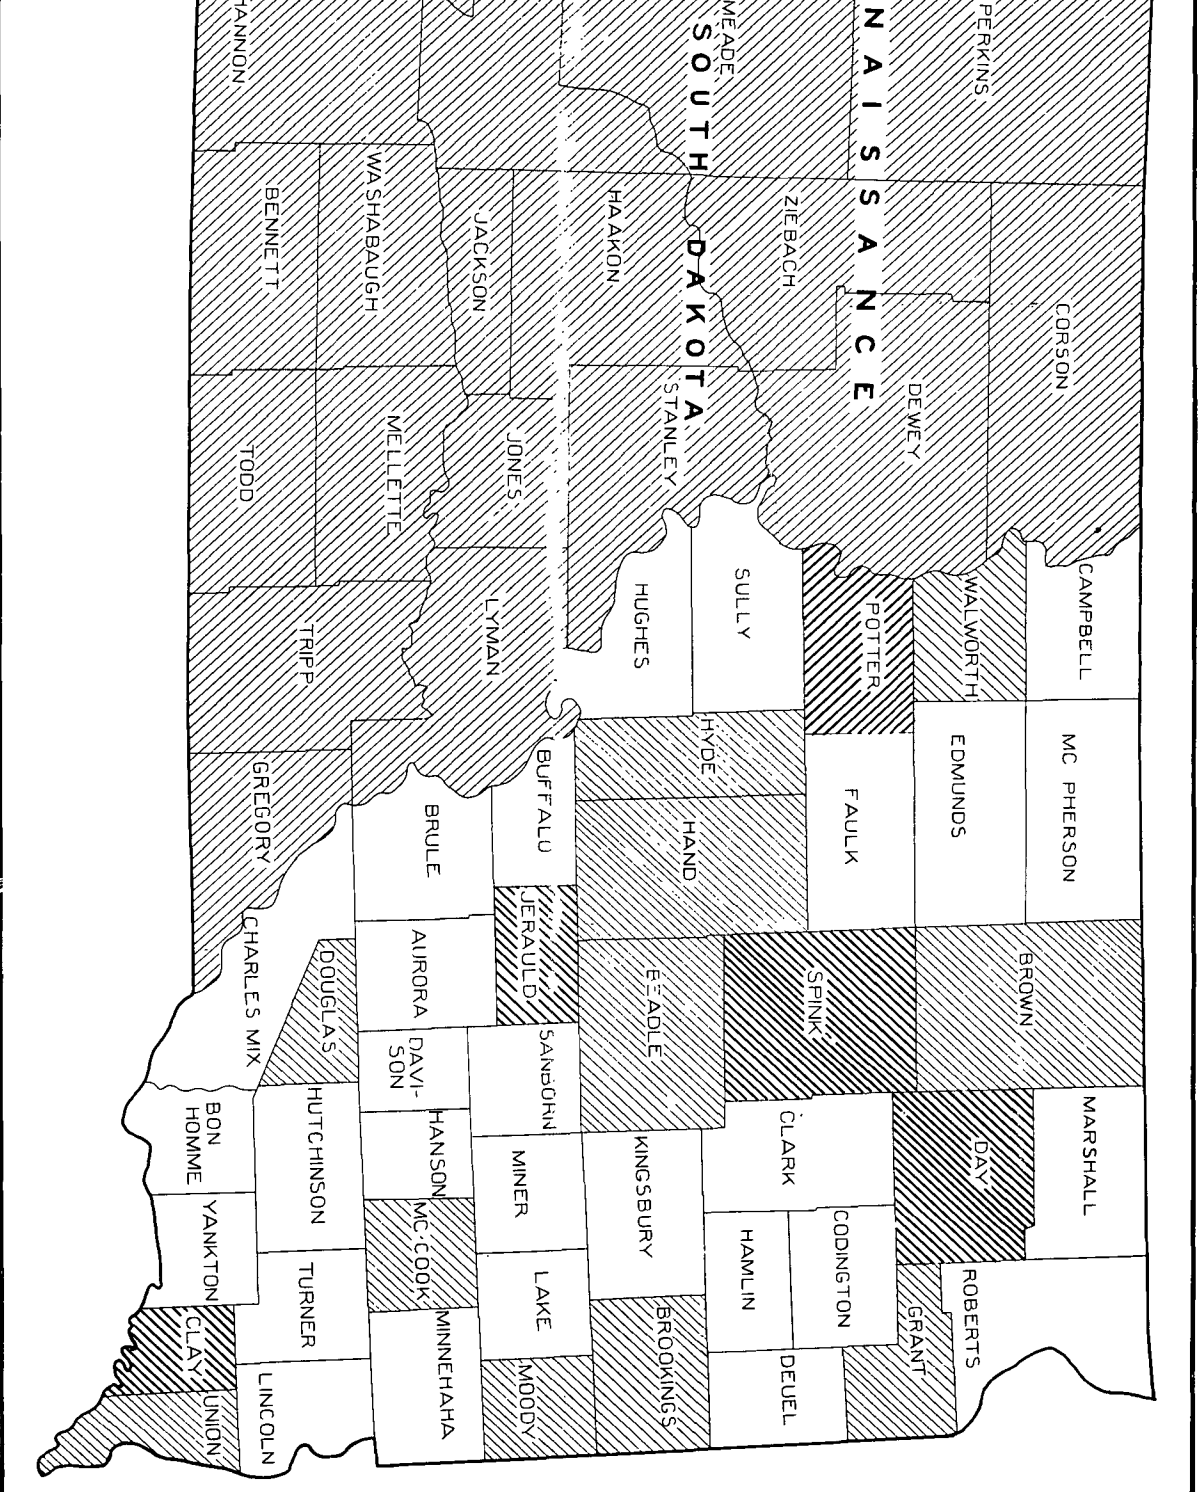 NAISSANCE
SOUTH DAKOTA
PERKINS
CORSON
CAMPBELL
MC PHERSON
BROWN
MARSHALL
ROBERTS
WALWORTH
EDMUNDS
DAY
GRANT
DEWEY
ZIEBACH
POTTER
FAULK
SPINK
CLARK
CODINGTON
HAMLIN
DEUEL
MEADE
HAAKON
STANLEY
SULLY
HUGHES
HYDE
HAND
BEADLE
KINGSBURY
BROOKINGS
JACKSON
JONES
LYMAN
BUFFALO
JERAULD
SANBORN
MINER
LAKE
MOODY
WASHABAUGH
MELLETTE
BRULE
AURORA
DAVI-
SON
HANSON
MC COOK
MINNEHAHA
HANNON
BENNETT
TODD
TRIPP
GREGORY
CHARLES MIX
DOUGLAS
HUTCHINSON
TURNER
LINCOLN
BON
HOMME
YANKTON
CLAY
UNION